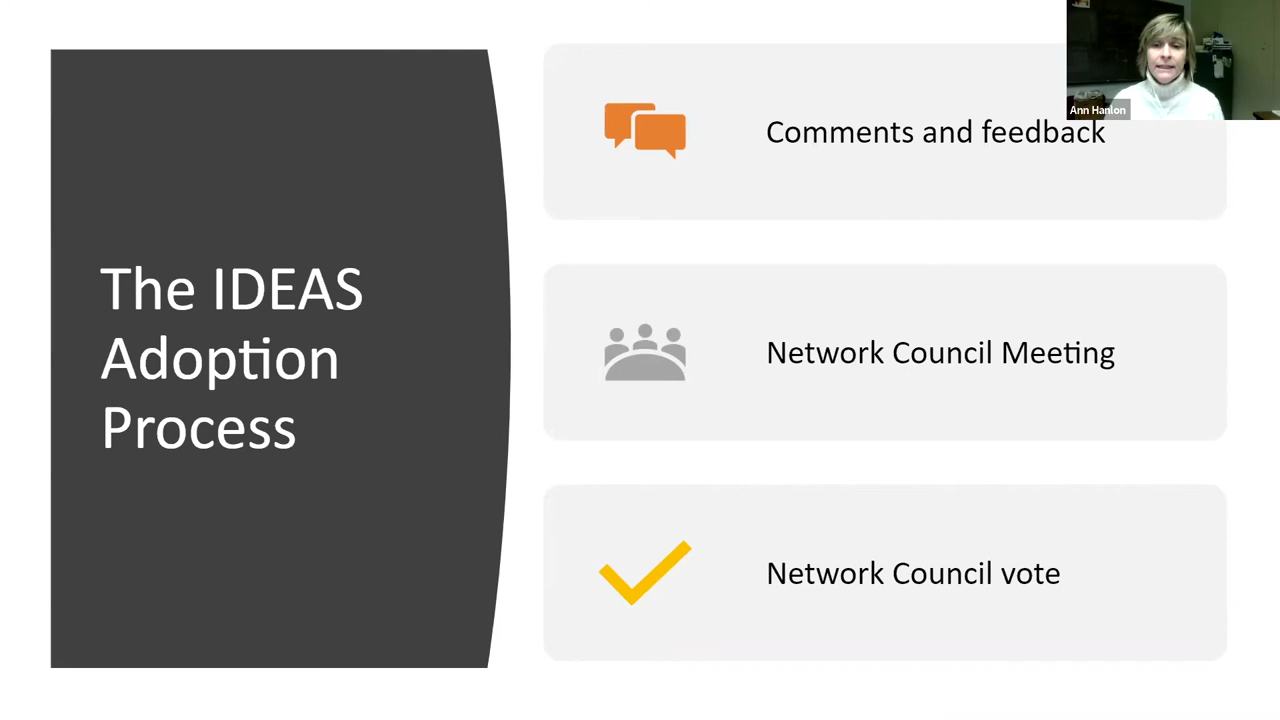 The IDEAS
Adoption
Process
Comments and feedback
Network Council Meeting
Network Council vote
Ann Hanlon